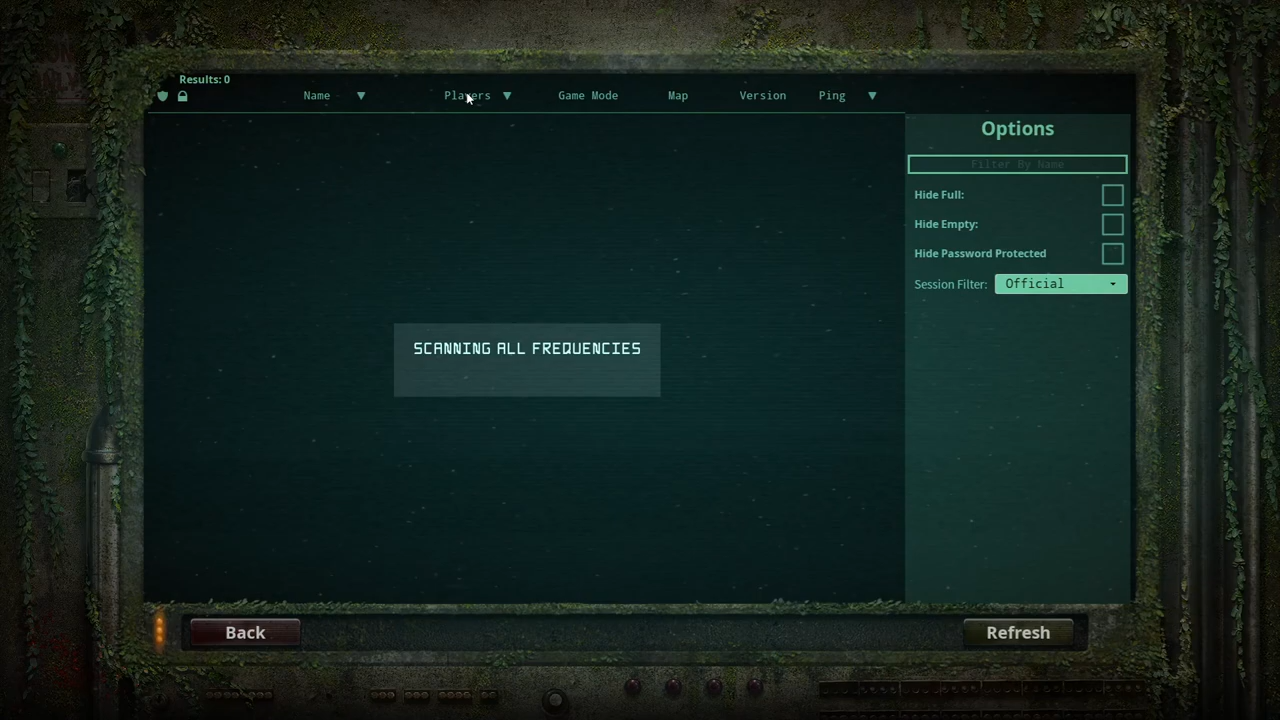 Results: 0
Name Players Game Mode Map Version Ping
Options
Filter By Name
Hide Full:
Hide Empty:
Hide Password Protected
Session Filter: Official
SCANNING ALL FREQUENCIES
Back Refresh